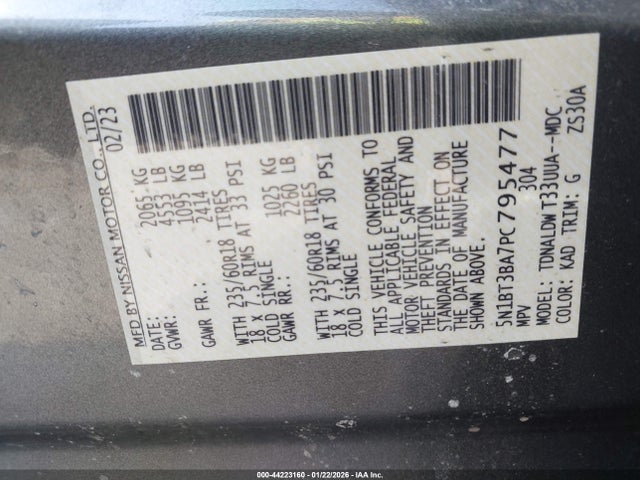 MFD BY NISSAN MOTOR CO., LTD.
DATE: 02/23
GVWR: 2065 KG
4553 LB
GAWR FR.: 1095 KG
2414 LB
WITH 235/60R18 TIRES
18 x 7.5 RIMS AT 33 PSI
COLD SINGLE
GAWR RR.: 1025 KG
2260 LB
WITH 235/60R18 TIRES
18 x 7.5 RIMS AT 30 PSI
COLD SINGLE
THIS VEHICLE CONFORMS TO
ALL APPLICABLE FEDERAL
MOTOR VEHICLE SAFETY AND
THEFT PREVENTION
STANDARDS IN EFFECT ON
THE DATE OF MANUFACTURE
SHOWN ABOVE.
5N1BT3BA7PC795477
MPV 304
MODEL: TDNALDWT33UUA--MDC
COLOR: KAD TRIM: G ZS30A
000-44223160 - 01/22/2026 - IAA Holdings, LLC